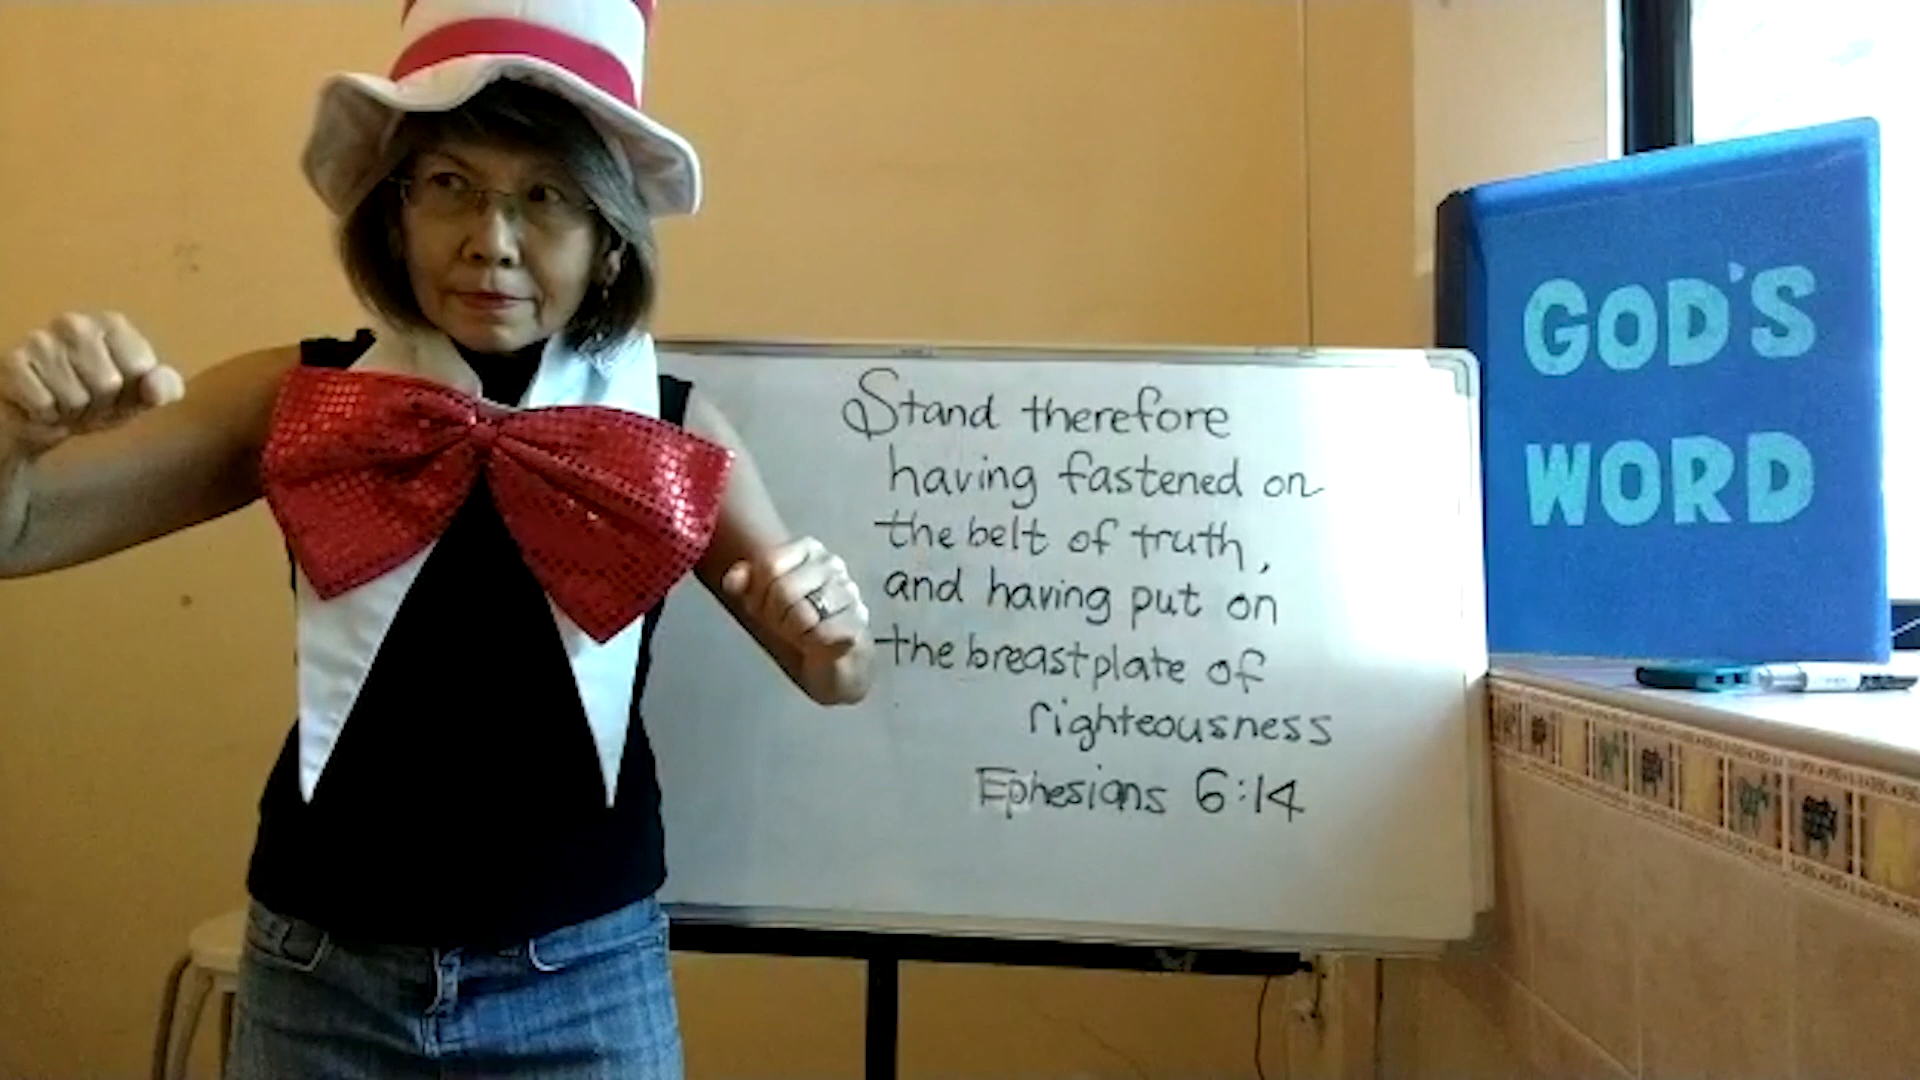 Stand therefore
having fastened on
the belt of truth,
and having put on
the breastplate of
righteousness
Ephesians 6:14
GOD'S
WORD